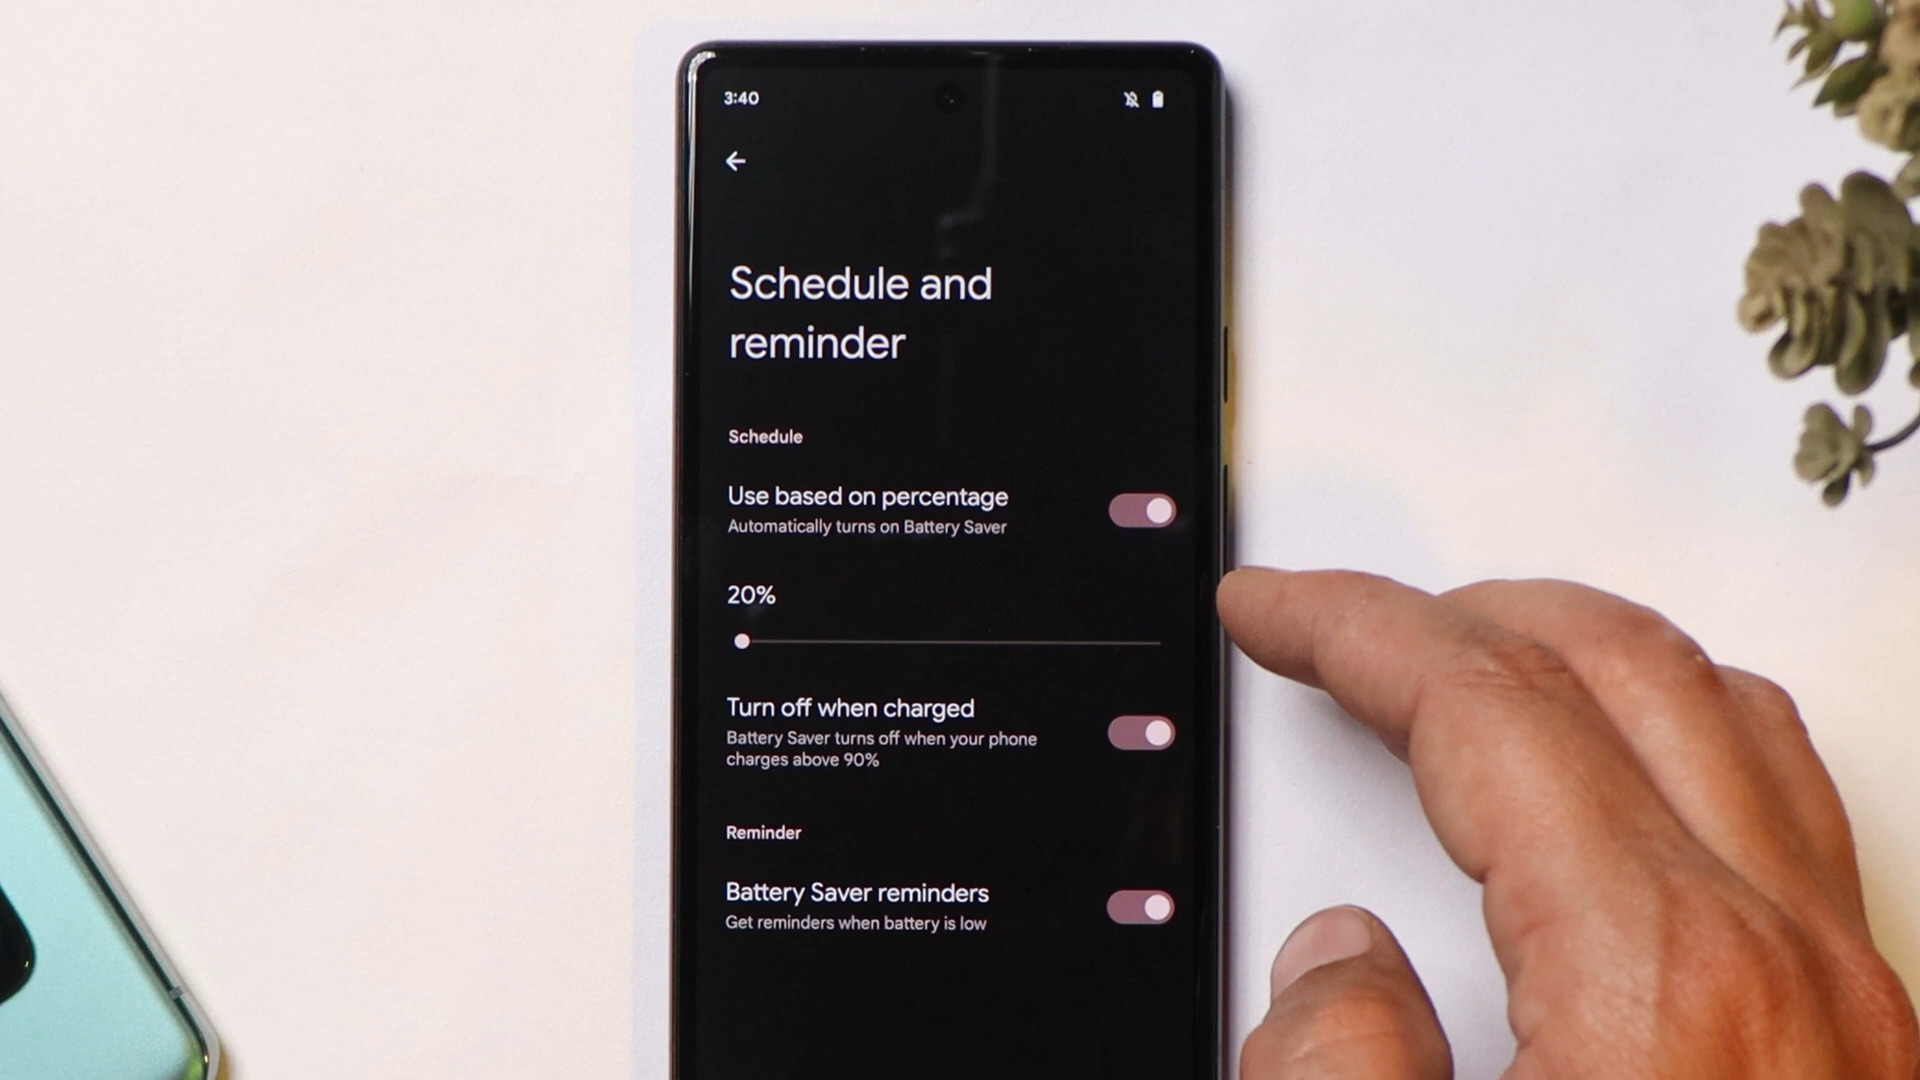 3:40
Schedule and
reminder
Schedule
Use based on percentage
Automatically turns on Battery Saver
20%
Turn off when charged
Battery Saver turns off when your phone
charges above 90%
Reminder
Battery Saver reminders
Get reminders when battery is low